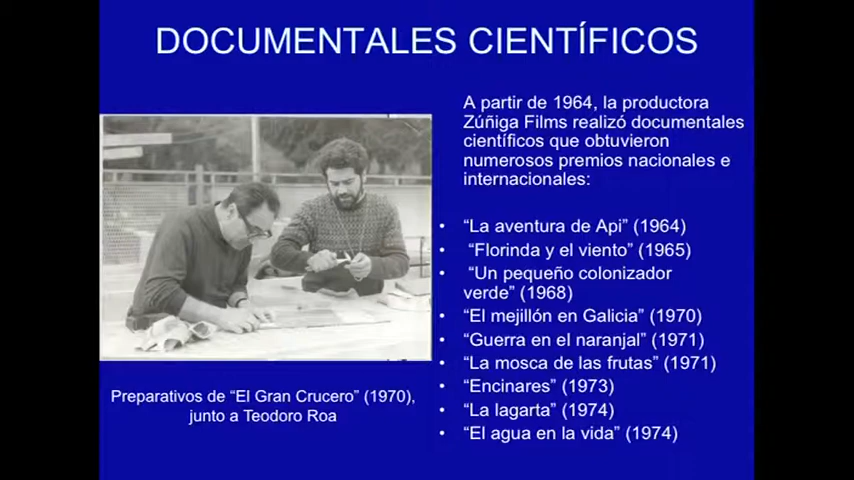 DOCUMENTALES CIENTÍFICOS
A partir de 1964, la productora
Zúñiga Films realizó documentales
científicos que obtuvieron
numerosos premios nacionales e
internacionales:
• “La aventura de Api” (1964)
• “Florinda y el viento” (1965)
• “Un pequeño colonizador
verde” (1968)
• “El mejillón en Galicia” (1970)
• “Guerra en el naranjal” (1971)
• “La mosca de las frutas” (1971)
• “Encinares” (1973)
• “La lagarta” (1974)
• “El agua en la vida” (1974)
Preparativos de “El Gran Crucero” (1970),
junto a Teodoro Roa